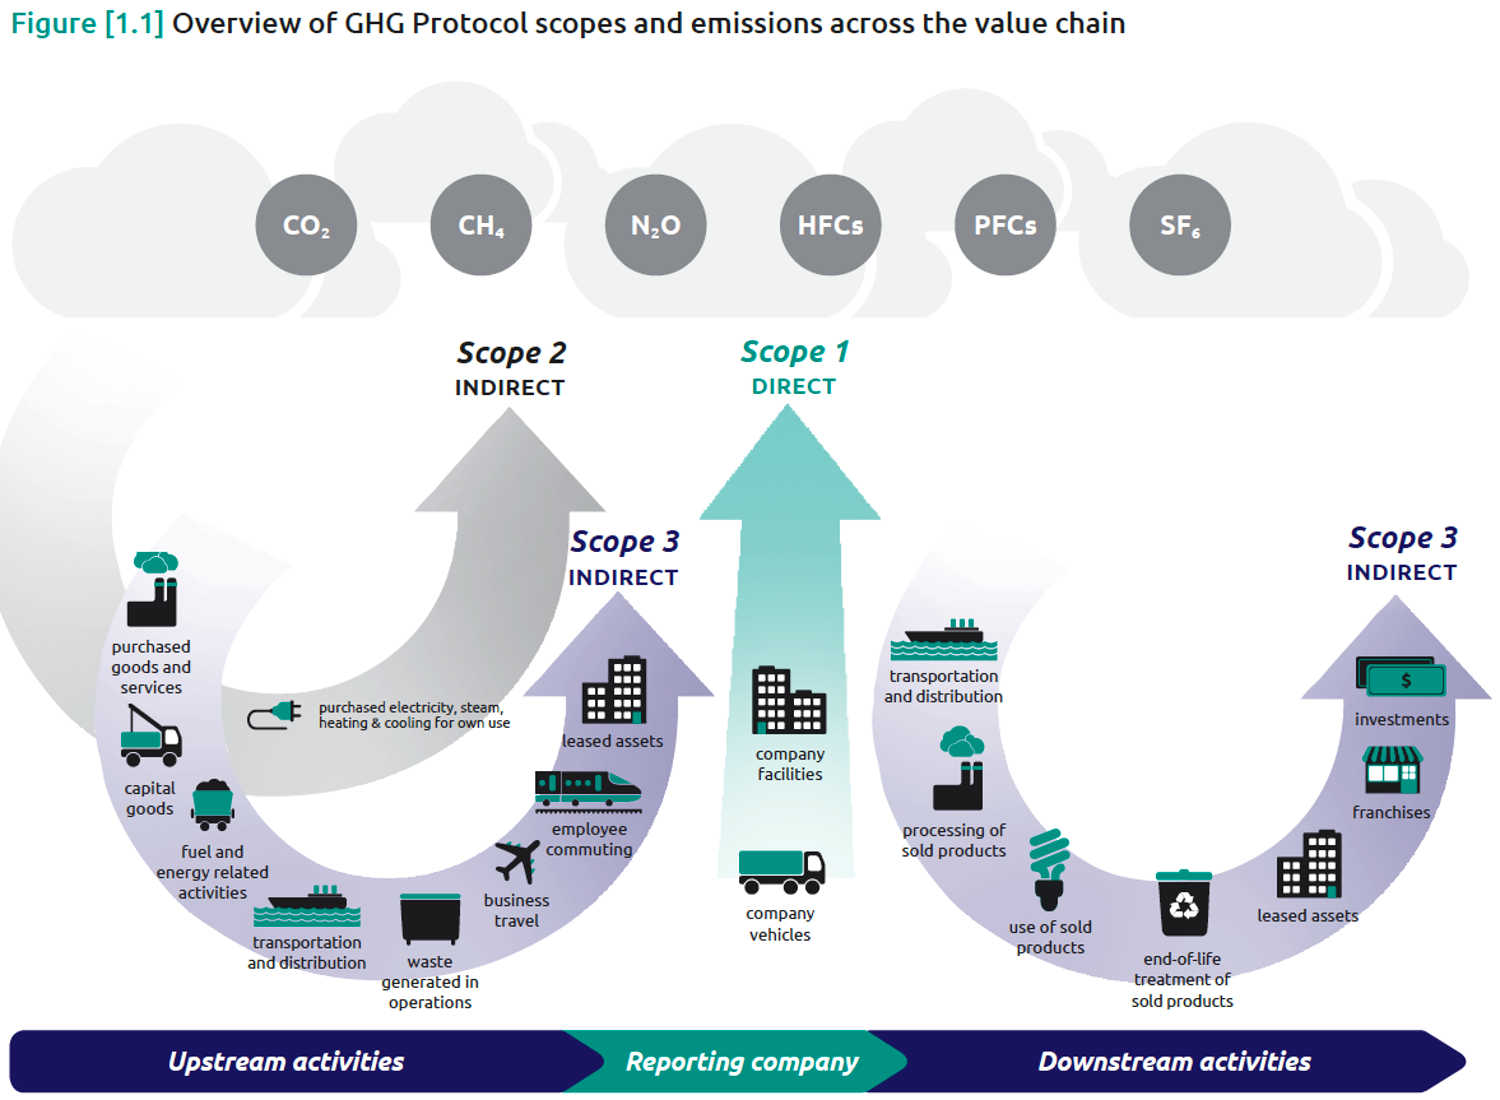 Figure [1.1] Overview of GHG Protocol scopes and emissions across the value chain
CO₂
CH₄
N₂O
HFCs
PFCs
SF₆
Scope 2
INDIRECT
Scope 1
DIRECT
Scope 3
INDIRECT
Scope 3
INDIRECT
purchased
goods and
services
capital
goods
fuel and
energy related
activities
transportation
and distribution
waste
generated in
operations
business
travel
employee
commuting
leased assets
purchased electricity, steam,
heating & cooling for own use
company
facilities
company
vehicles
transportation
and distribution
processing of
sold products
use of sold
products
end-of-life
treatment of
sold products
leased assets
franchises
$
investments
Upstream activities
Reporting company
Downstream activities